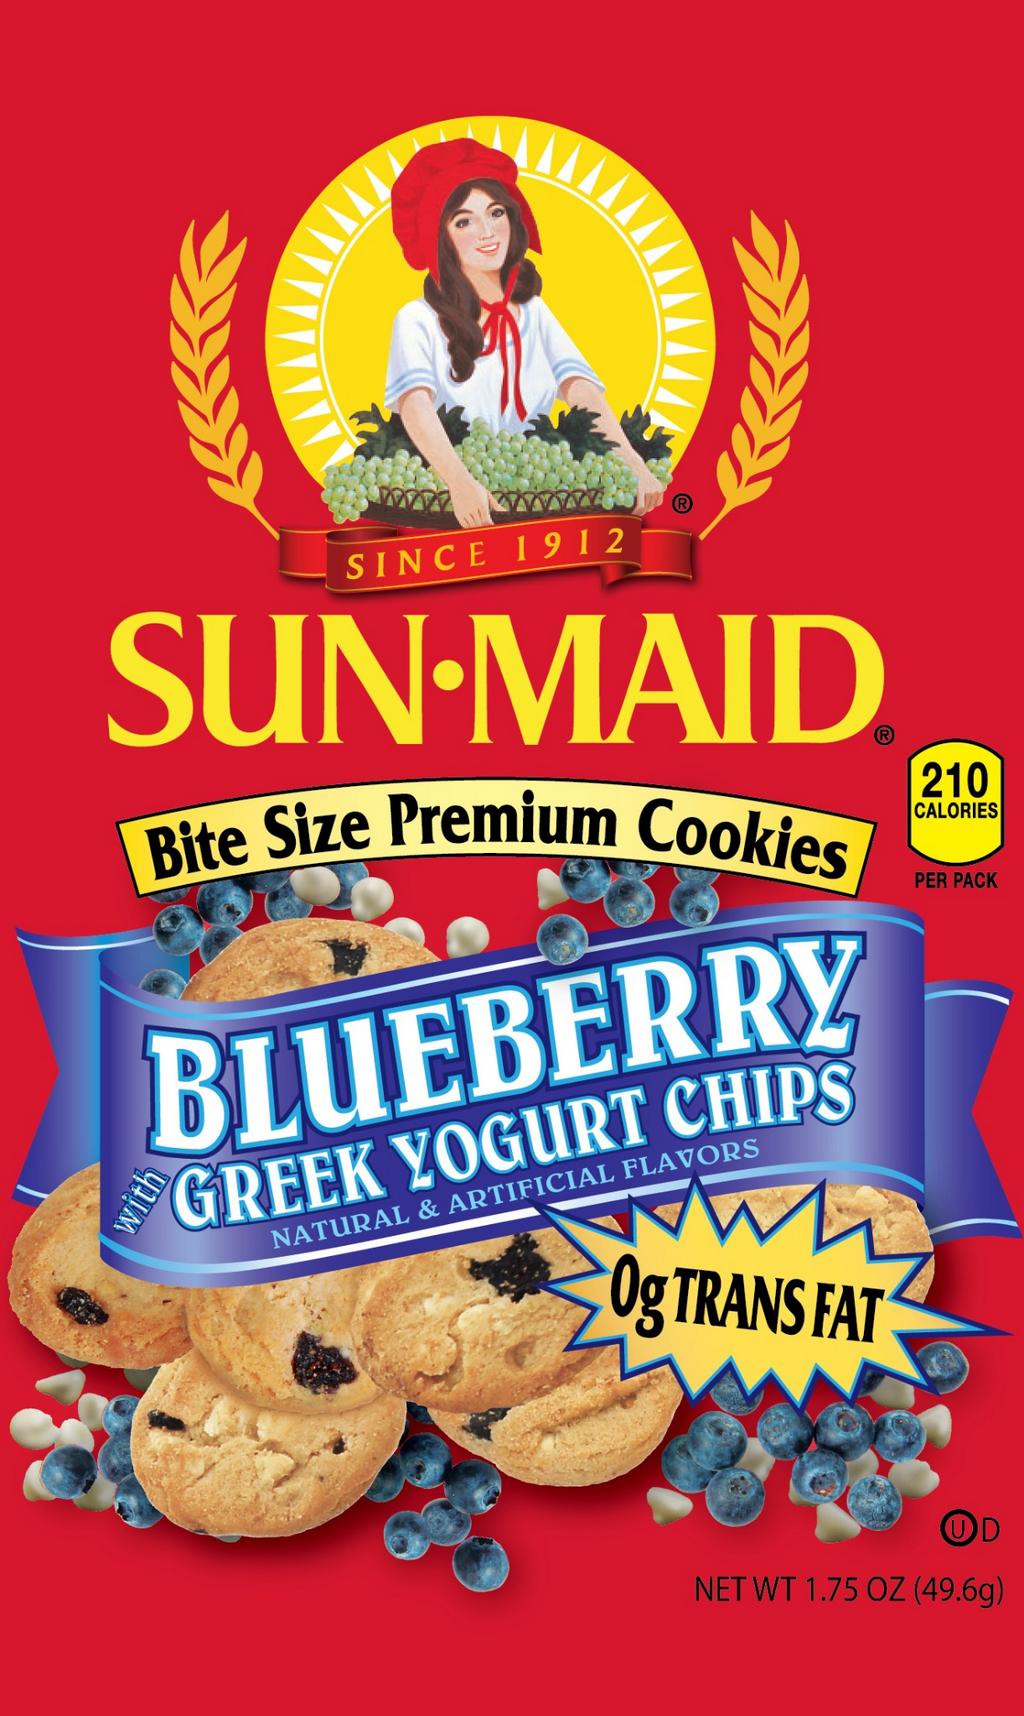 ®
SINCE 1912
SUN·MAID®
210
CALORIES
PER PACK
Bite Size Premium Cookies
BLUEBERRY
with GREEK YOGURT CHIPS
NATURAL & ARTIFICIAL FLAVORS
0g TRANS FAT
Ⓤ D
NET WT 1.75 OZ (49.6g)